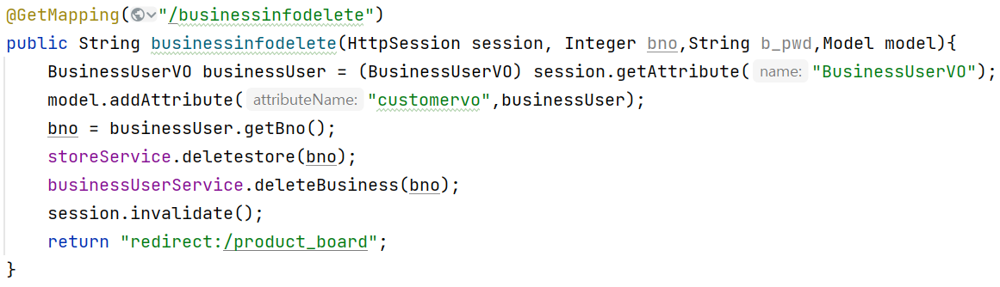 @GetMapping("/businessinfodelete")
public String businessinfodelete(HttpSession session, Integer bno,String b_pwd,Model model){
    BusinessUserVO businessUser = (BusinessUserVO) session.getAttribute( name: "BusinessUserVO");
    model.addAttribute( attributeName: "customervo",businessUser);
    bno = businessUser.getBno();
    storeService.deletestore(bno);
    businessUserService.deleteBusiness(bno);
    session.invalidate();
    return "redirect:/product_board";
}